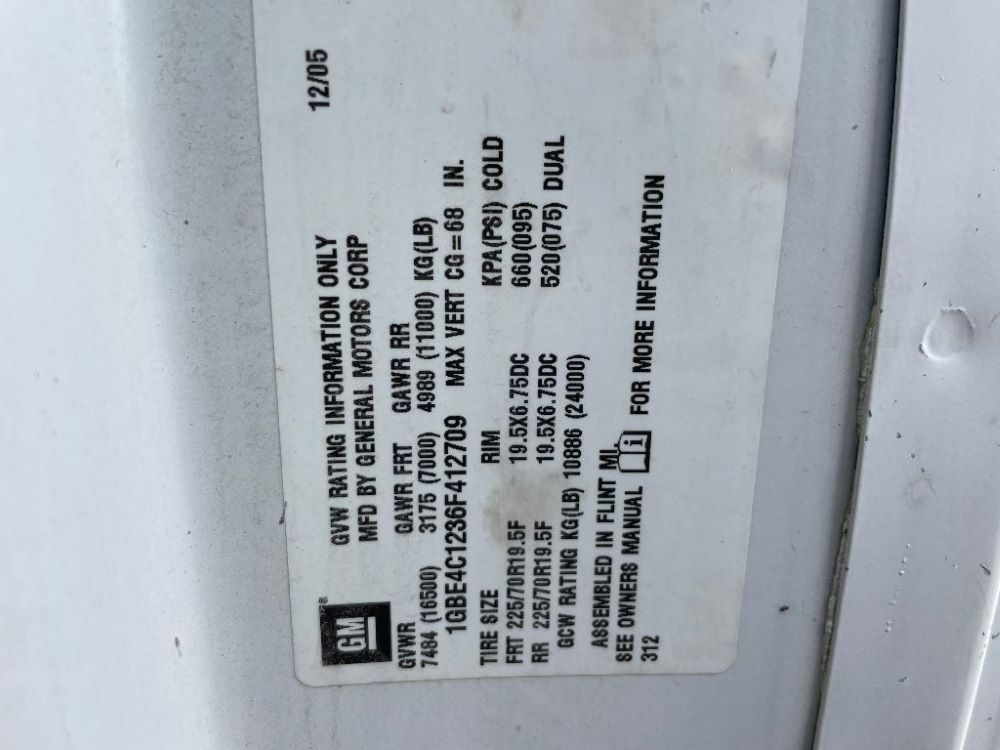 GM
12/05
GVW RATING INFORMATION ONLY
MFD BY GENERAL MOTORS CORP
GVWR GAWR FRT GAWR RR
7484 (16500) 3175 (7000) 4989 (11000) KG(LB)
1GBE4C1236F412709 MAX VERT CG=68 IN.
TIRE SIZE RIM KPA(PSI) COLD
FRT 225/70R19.5F 19.5X6.75DC 660(095)
RR 225/70R19.5F 19.5X6.75DC 520(075) DUAL
GCW RATING KG(LB) 10886 (24000)
ASSEMBLED IN FLINT MI.
SEE OWNERS MANUAL i FOR MORE INFORMATION
312